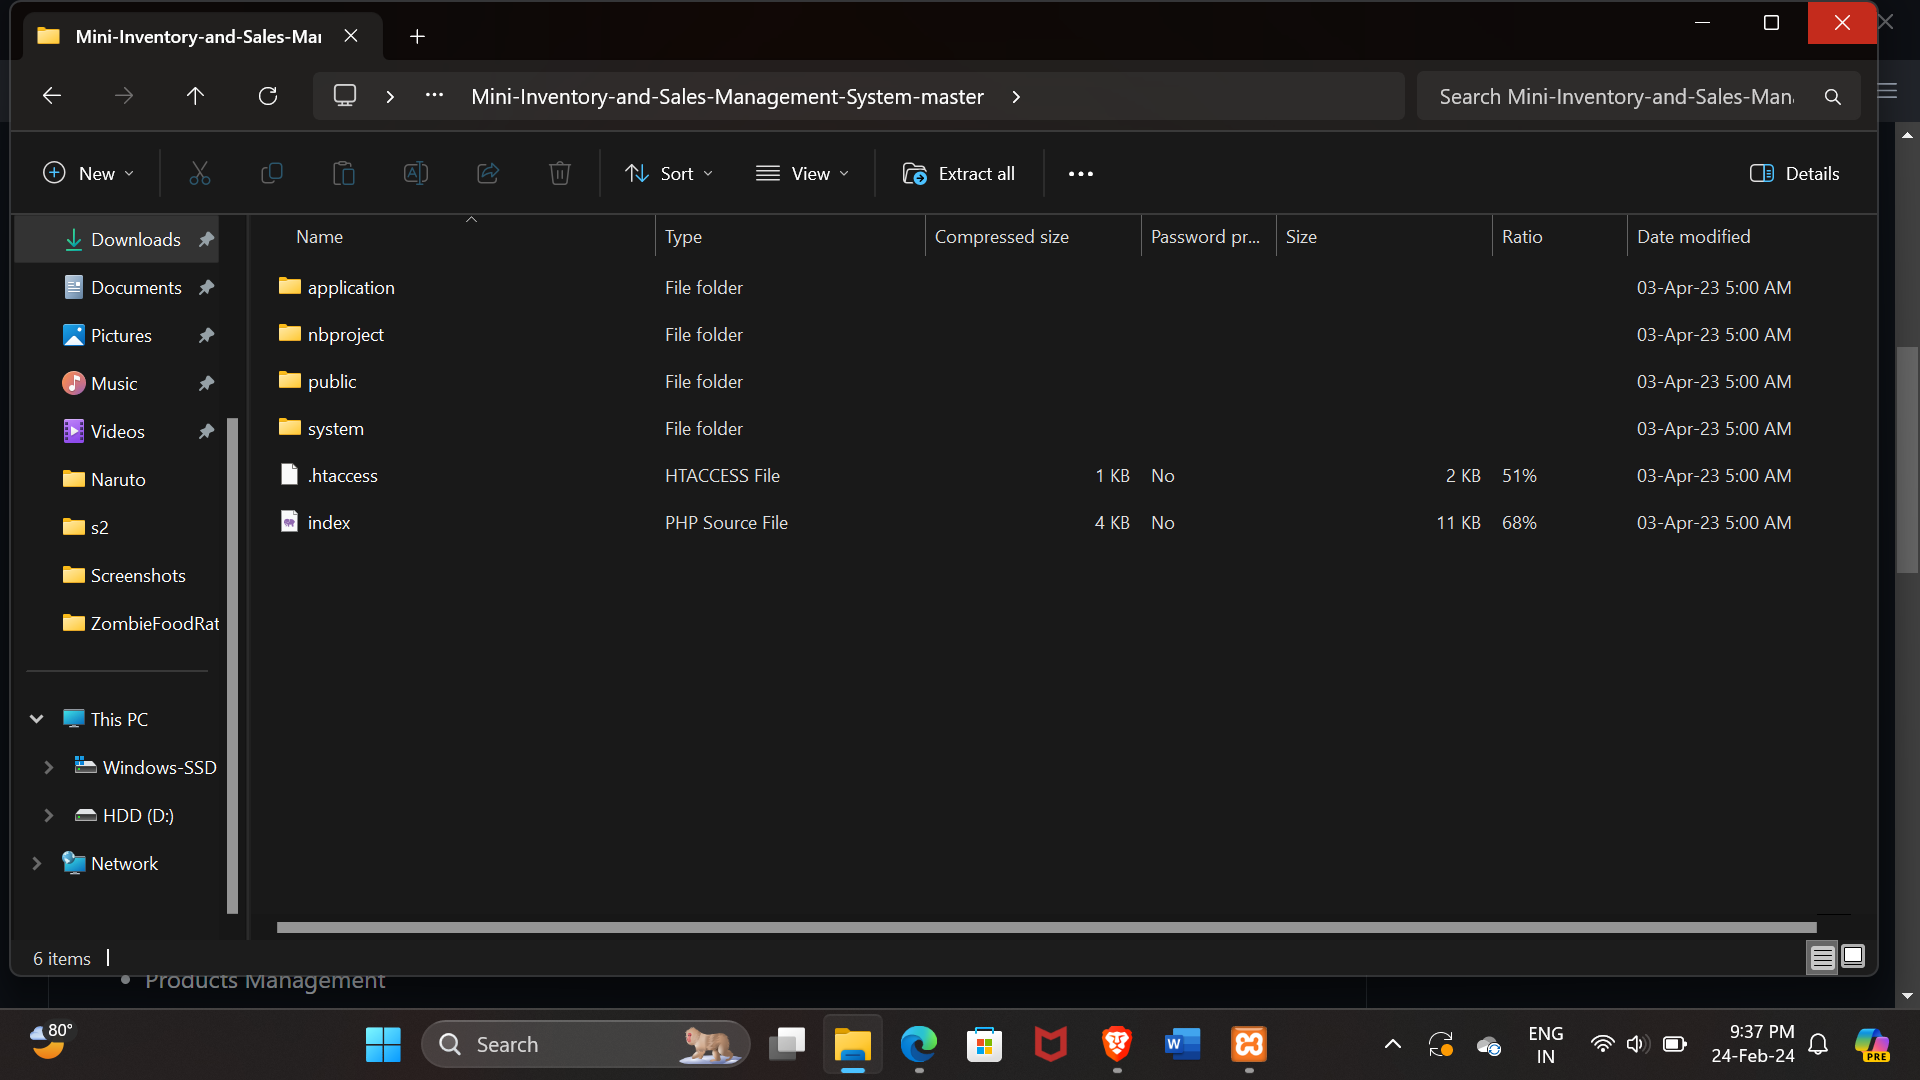 Mini-Inventory-and-Sales-Mar
Mini-Inventory-and-Sales-Management-System-master
Search Mini-Inventory-and-Sales-Man
New
Sort
View
Extract all
Details
Name Type Compressed size Password pr... Size Ratio Date modified
Downloads
Documents
Pictures
Music
Videos
Naruto
s2
Screenshots
ZombieFoodRat
This PC
Windows-SSD
HDD (D:)
Network
application File folder 03-Apr-23 5:00 AM
nbproject File folder 03-Apr-23 5:00 AM
public File folder 03-Apr-23 5:00 AM
system File folder 03-Apr-23 5:00 AM
.htaccess HTACCESS File 1 KB No 2 KB 51% 03-Apr-23 5:00 AM
index PHP Source File 4 KB No 11 KB 68% 03-Apr-23 5:00 AM
6 items
Products Management
80°
Search
W
ENG
IN
9:37 PM
24-Feb-24
PRE